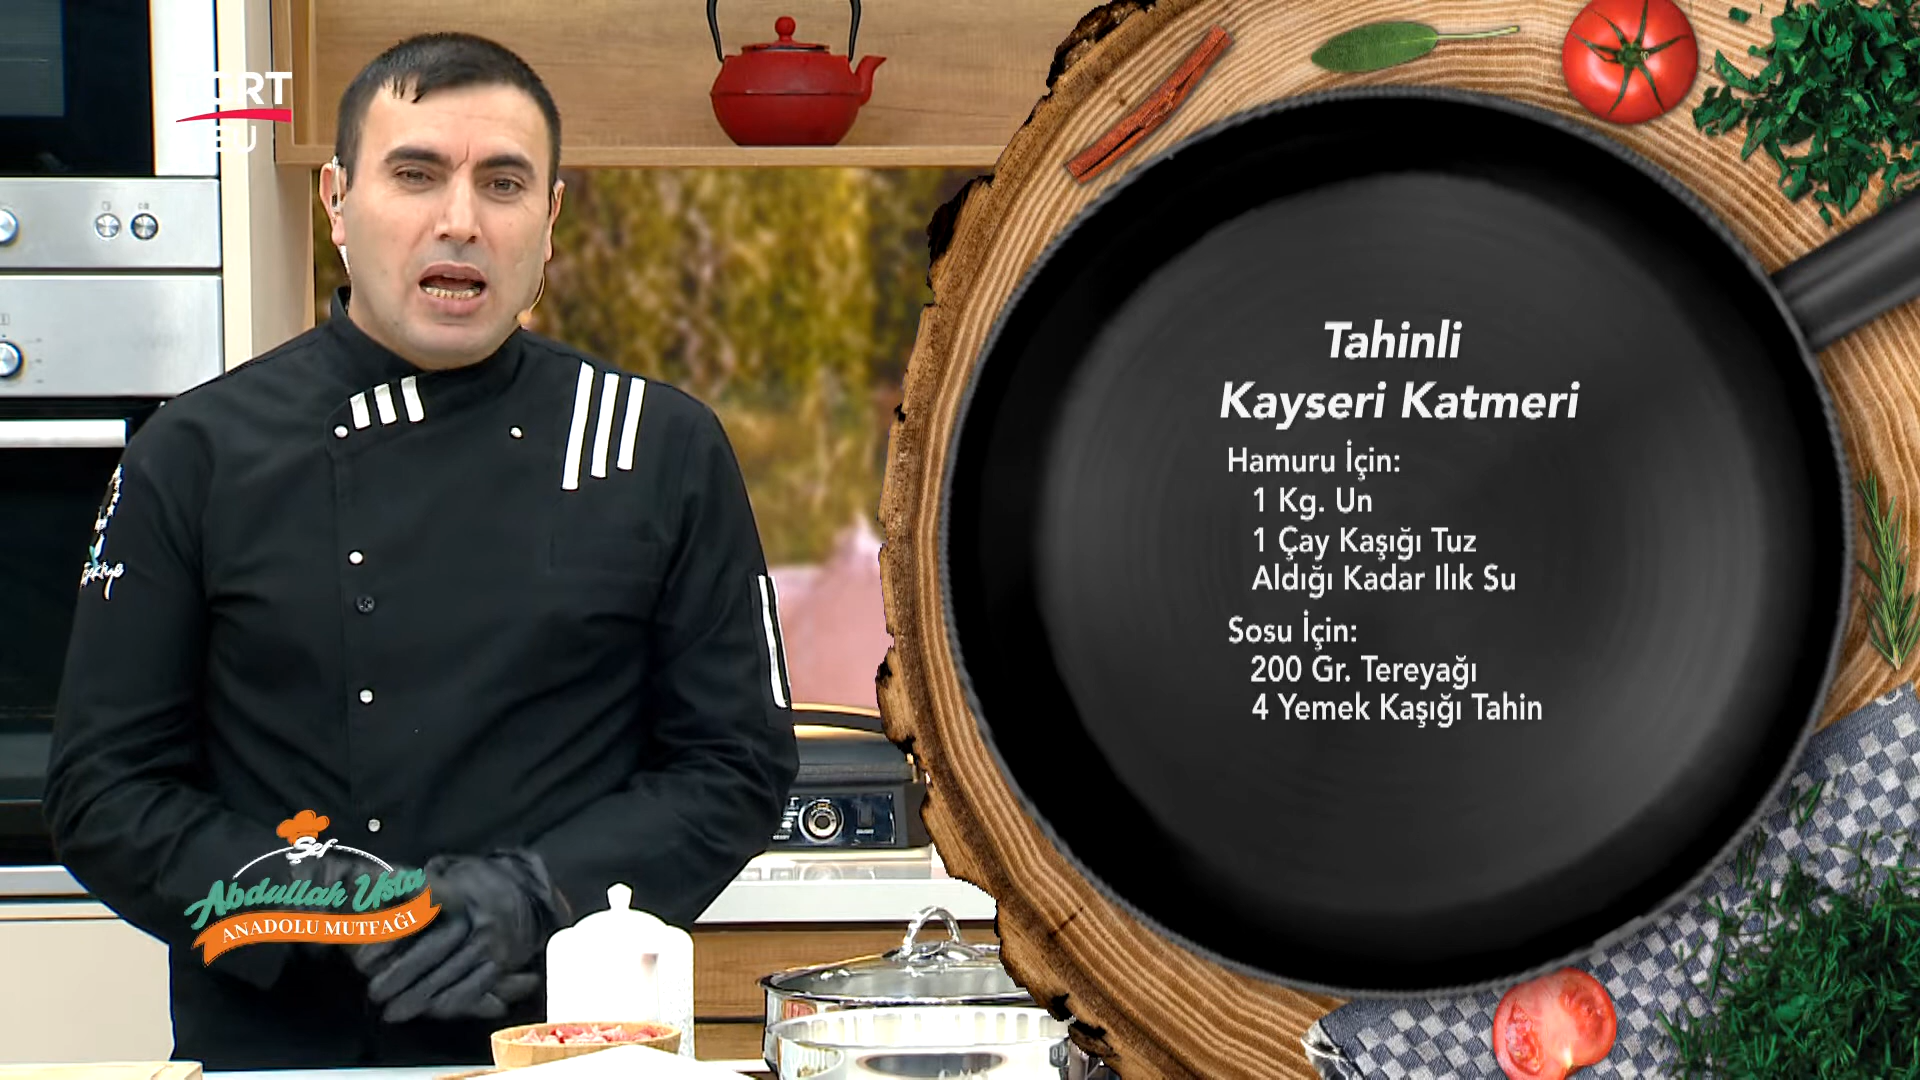 TGRT
EU
Tahinli
Kayseri Katmeri
Hamuru İçin:
1 Kg. Un
1 Çay Kaşığı Tuz
Aldığı Kadar Ilık Su
Sosu İçin:
200 Gr. Tereyağı
4 Yemek Kaşığı Tahin
Şef
Abdullah Usta
ANADOLU MUTFAĞI